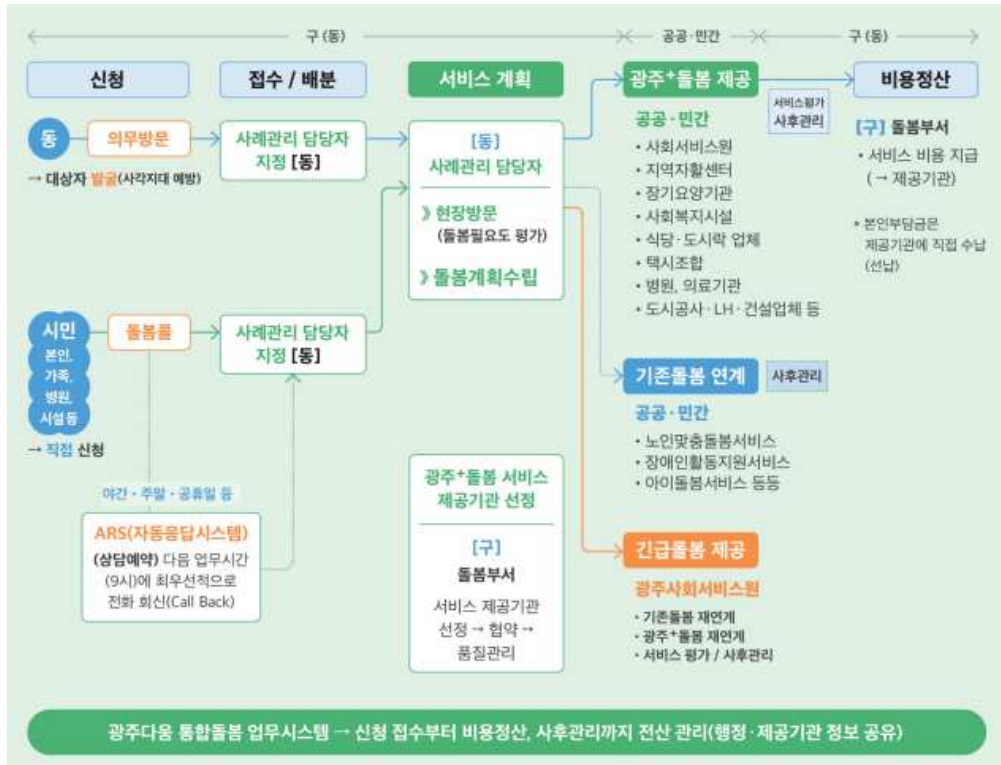 구 (동)
공공·민간
구 (동)
신청
접수 / 배분
서비스 계획
광주⁺돌봄 제공
서비스평가
사후관리
비용정산
동
의무방문
→ 대상자 발굴(사각지대 예방)
사례관리 담당자
지정 [동]
[동]
사례관리 담당자
》 현장방문
(돌봄필요도 평가)
》 돌봄계획수립
공공·민간
• 사회서비스원
• 지역자활센터
• 장기요양기관
• 사회복지시설
• 식당·도시락 업체
• 택시조합
• 병원, 의료기관
• 도시공사·LH·건설업체 등
[구] 돌봄부서
• 서비스 비용 지급
(→ 제공기관)
• 본인부담금은
제공기관에 직접 수납
(선납)
시민
본인,
가족,
병원,
시설 등
→ 직접 신청
돌봄콜
사례관리 담당자
지정 [동]
야간·주말·공휴일 등
ARS(자동응답시스템)
(상담예약) 다음 업무시간
(9시)에 최우선적으로
전화 회신(Call Back)
광주⁺돌봄 서비스
제공기관 선정
[구]
돌봄부서
서비스 제공기관
선정 → 협약 →
품질관리
기존돌봄 연계
사후관리
공공·민간
• 노인맞춤돌봄서비스
• 장애인활동지원서비스
• 아이돌봄서비스 등등
긴급돌봄 제공
광주사회서비스원
• 기존돌봄 재연계
• 광주⁺돌봄 재연계
• 서비스 평가 / 사후관리
광주다움 통합돌봄 업무시스템 → 신청 접수부터 비용정산, 사후관리까지 전산 관리(행정·제공기관 정보 공유)